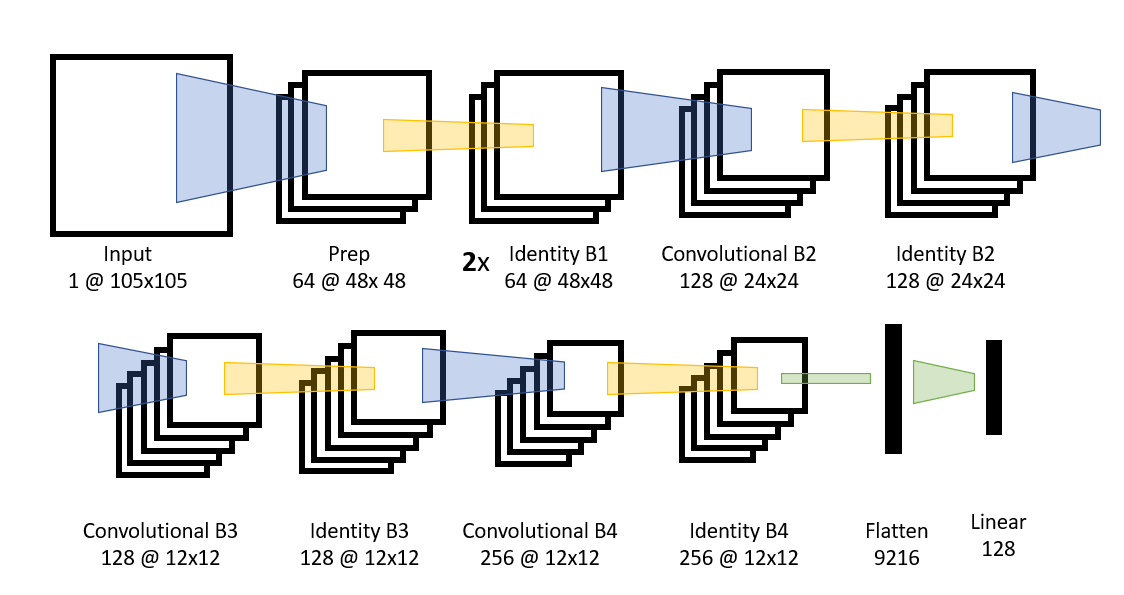 Input
1 @ 105x105
Prep
64 @ 48x 48
2x
Identity B1
64 @ 48x48
Convolutional B2
128 @ 24x24
Identity B2
128 @ 24x24
Convolutional B3
128 @ 12x12
Identity B3
128 @ 12x12
Convolutional B4
256 @ 12x12
Identity B4
256 @ 12x12
Flatten
9216
Linear
128